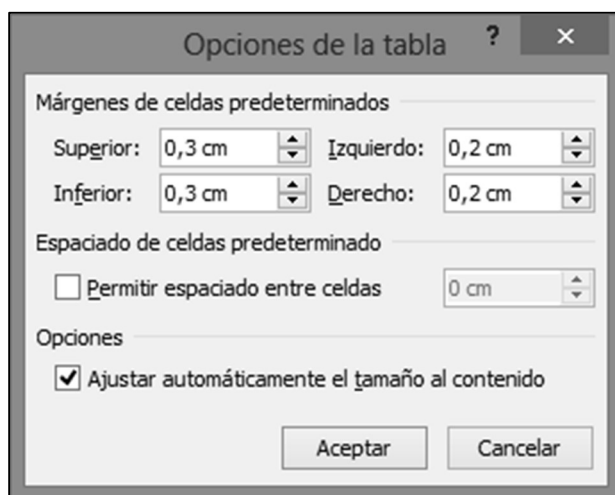 Opciones de la tabla ? ×
Márgenes de celdas predeterminados
Superior: 0,3 cm Izquierdo: 0,2 cm
Inferior: 0,3 cm Derecho: 0,2 cm
Espaciado de celdas predeterminado
Permitir espaciado entre celdas 0 cm
Opciones
Ajustar automáticamente el tamaño al contenido
Aceptar Cancelar